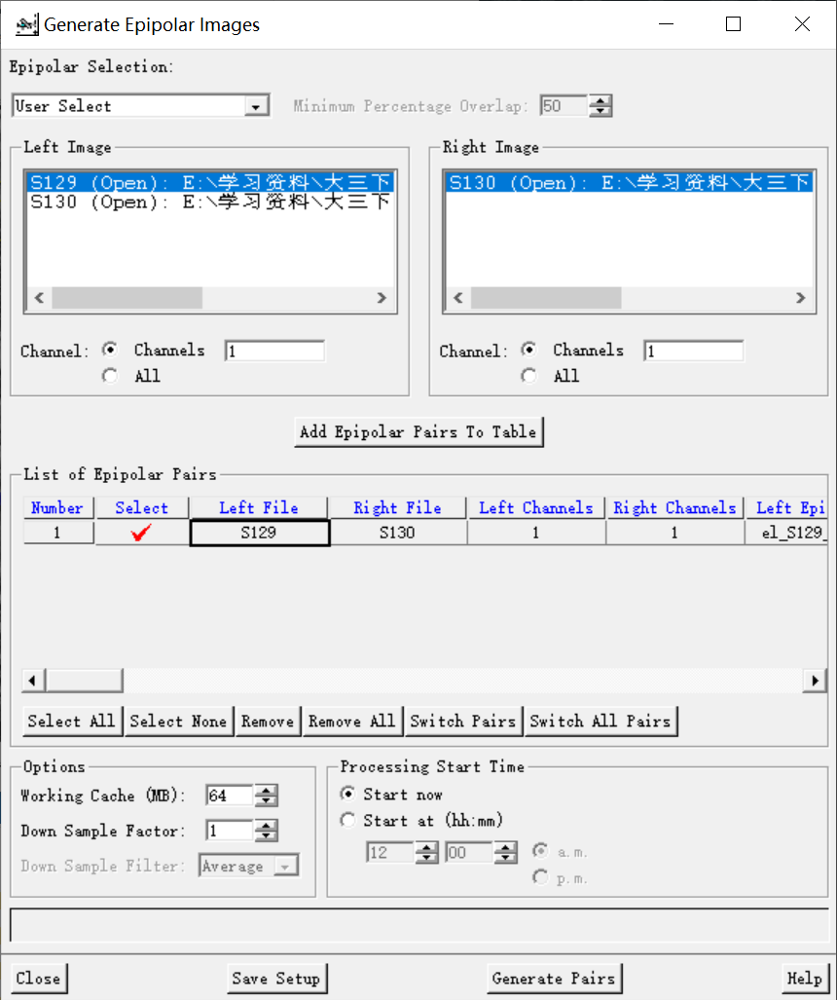 Generate Epipolar Images
Epipolar Selection:
User Select Minimum Percentage Overlap: 50
Left Image Right Image
S129 (Open): E:\学习资料\大三下 S130 (Open): E:\学习资料\大三下
S130 (Open): E:\学习资料\大三下
Channel: Channels 1 Channel: Channels 1
All All
Add Epipolar Pairs To Table
List of Epipolar Pairs
Number Select Left File Right File Left Channels Right Channels Left Epi
1 S129 S130 1 1 el_S129_
Select All Select None Remove Remove All Switch Pairs Switch All Pairs
Options Processing Start Time
Working Cache (MB): 64 Start now
Down Sample Factor: 1 Start at (hh:mm)
Down Sample Filter: Average 12 00 a.m.
p.m.
Close Save Setup Generate Pairs Help